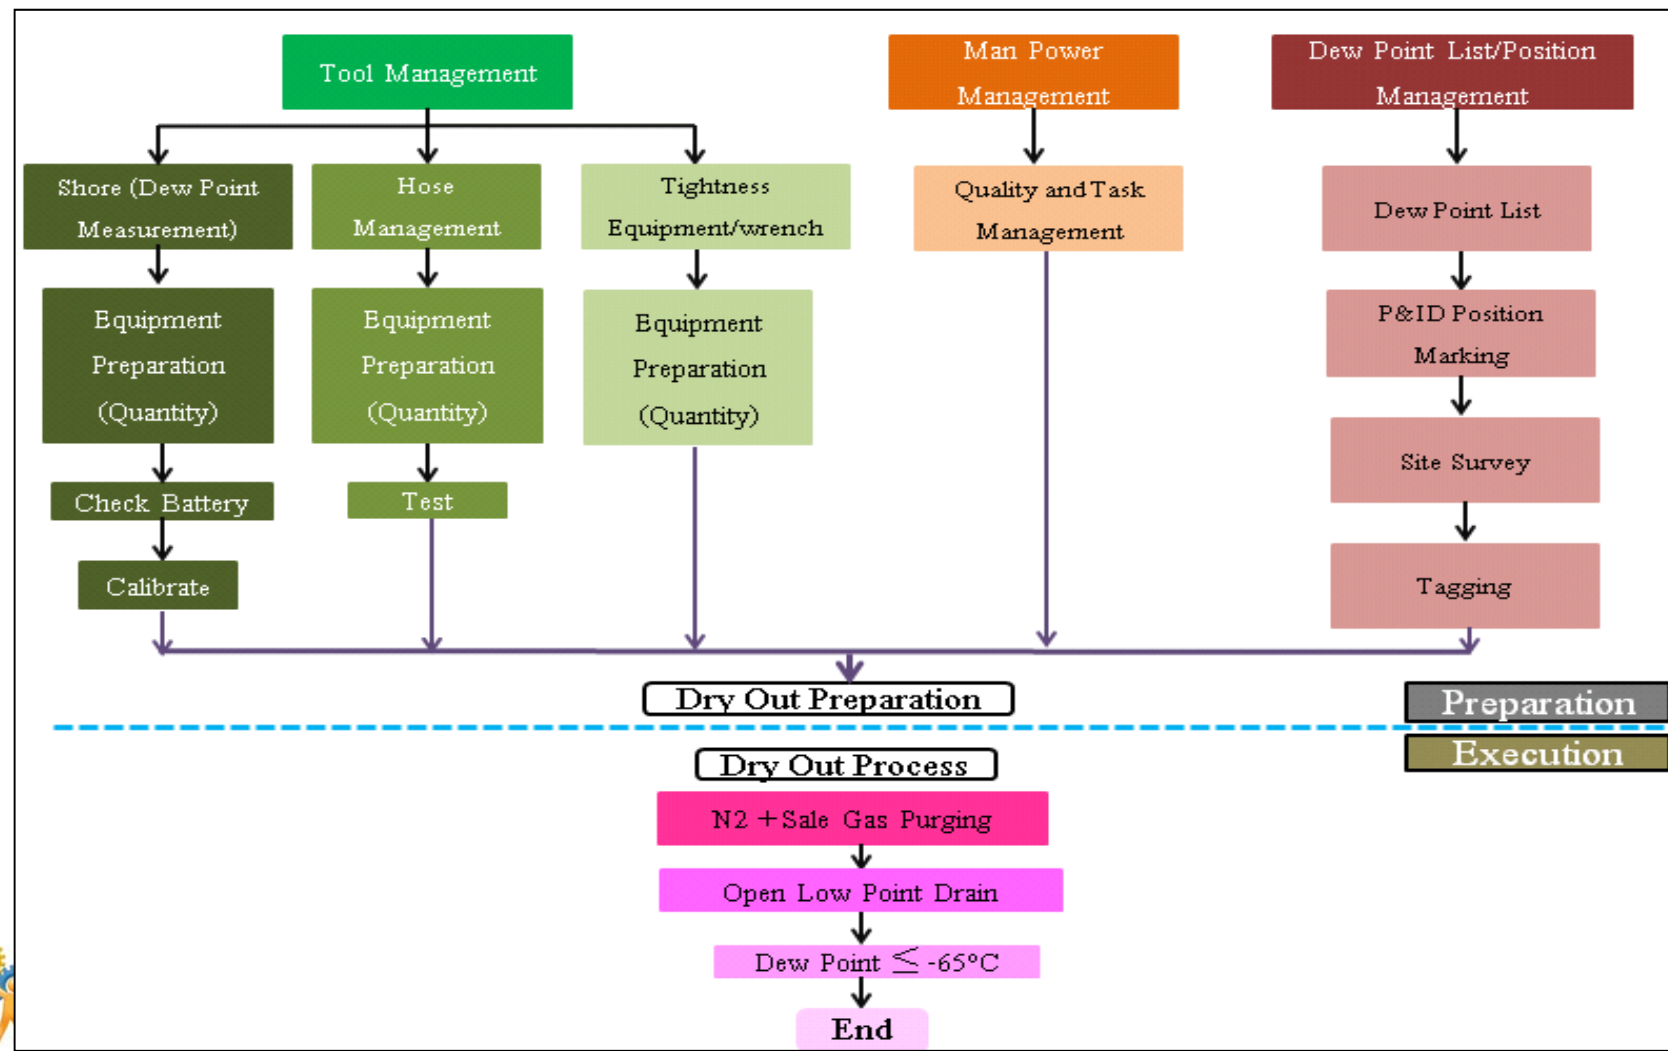 Tool Management
Man Power
Management
Dew Point List/Position
Management
Shore (Dew Point
Measurement)
Hose
Management
Tightness
Equipment/wrench
Quality and Task
Management
Dew Point List
Equipment
Preparation
(Quantity)
Equipment
Preparation
(Quantity)
Equipment
Preparation
(Quantity)
P&ID Position
Marking
Check Battery
Test
Site Survey
Calibrate
Tagging
Dry Out Preparation
Preparation
Dry Out Process
Execution
N2 +Sale Gas Purging
Open Low Point Drain
Dew Point ≤ -65°C
End